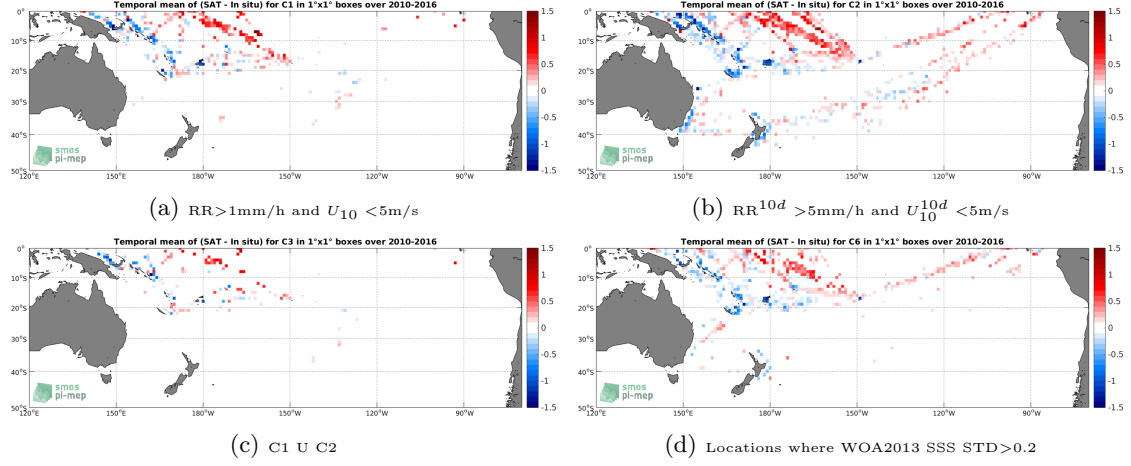 Temporal mean of (SAT - In situ) for C1 in 1°x1° boxes over 2010-2016
0°
10°S
20°S
30°S
40°S
50°S
120°E
150°E
180°W
150°W
120°W
90°W
1.5
1
0.5
0
-0.5
-1
-1.5
smos
pi-mep
(a) RR>1mm/h and U10 <5m/s
Temporal mean of (SAT - In situ) for C2 in 1°x1° boxes over 2010-2016
0°
10°S
20°S
30°S
40°S
50°S
120°E
150°E
180°W
150°W
120°W
90°W
1.5
1
0.5
0
-0.5
-1
-1.5
smos
pi-mep
(b) RR^10d >5mm/h and U10^10d <5m/s
Temporal mean of (SAT - In situ) for C3 in 1°x1° boxes over 2010-2016
0°
10°S
20°S
30°S
40°S
50°S
120°E
150°E
180°W
150°W
120°W
90°W
1.5
1
0.5
0
-0.5
-1
-1.5
smos
pi-mep
(c) C1 U C2
Temporal mean of (SAT - In situ) for C6 in 1°x1° boxes over 2010-2016
0°
10°S
20°S
30°S
40°S
50°S
120°E
150°E
180°W
150°W
120°W
90°W
1.5
1
0.5
0
-0.5
-1
-1.5
smos
pi-mep
(d) Locations where WOA2013 SSS STD>0.2